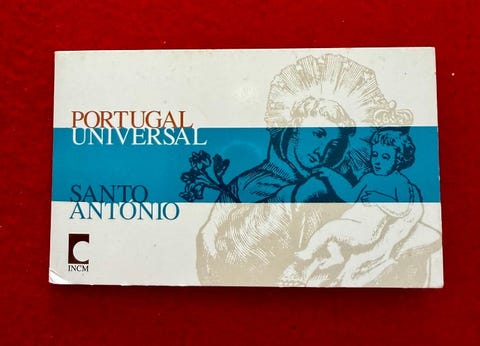 PORTUGAL
UNIVERSAL
SANTO
ANTÓNIO
INCM